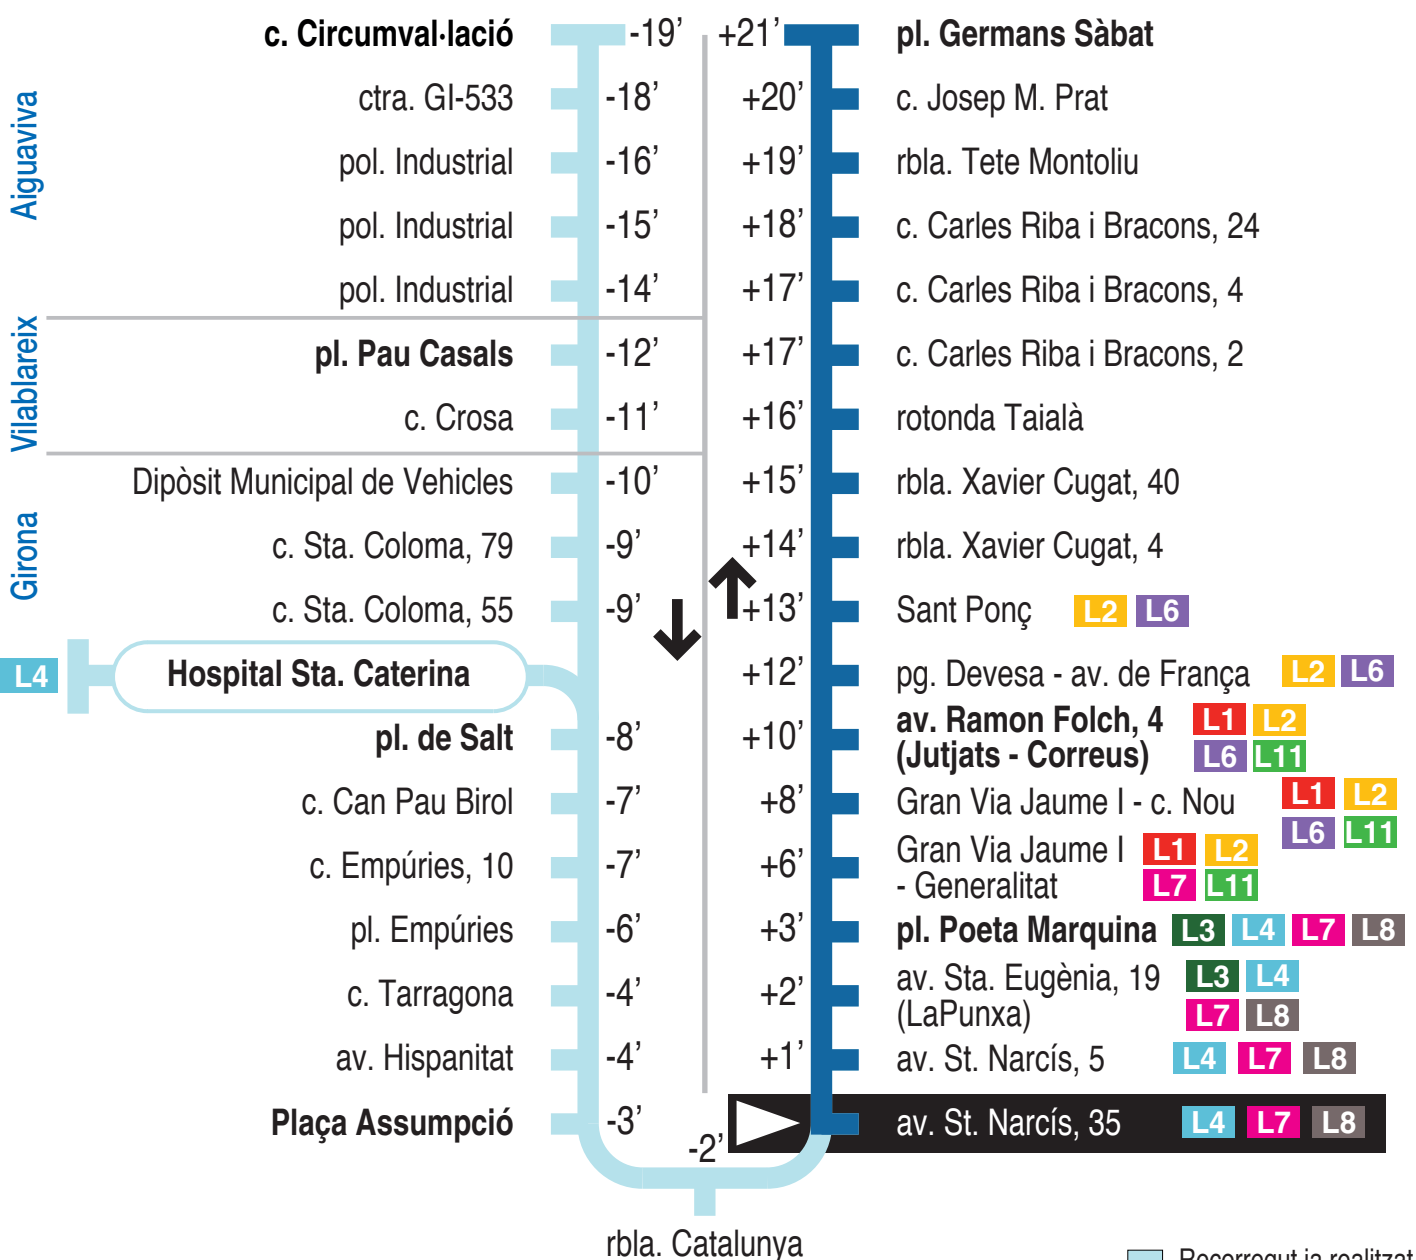 c. Circumval·lació -19’ +21’ pl. Germans Sàbat
ctra. GI-533 -18’ +20’ c. Josep M. Prat
Aiguaviva
pol. Industrial -16’ +19’ rbla. Tete Montoliu
pol. Industrial -15’ +18’ c. Carles Riba i Bracons, 24
pol. Industrial -14’ +17’ c. Carles Riba i Bracons, 4
Vilablareix
pl. Pau Casals -12’ +17’ c. Carles Riba i Bracons, 2
c. Crosa -11’ +16’ rotonda Taialà
Dipòsit Municipal de Vehicles -10’ +15’ rbla. Xavier Cugat, 40
Girona
c. Sta. Coloma, 79 -9’ +14’ rbla. Xavier Cugat, 4
c. Sta. Coloma, 55 -9’ +13’ Sant Ponç L2 L6
L4 Hospital Sta. Caterina +12’ pg. Devesa - av. de França L2 L6
pl. de Salt -8’ +10’ av. Ramon Folch, 4 L1 L2
(Jutjats - Correus) L6 L11
c. Can Pau Birol -7’ +8’ Gran Via Jaume I - c. Nou L1 L2
L6 L11
c. Empúries, 10 -7’ +6’ Gran Via Jaume I L1 L2
- Generalitat L7 L11
pl. Empúries -6’ +3’ pl. Poeta Marquina L3 L4 L7 L8
c. Tarragona -4’ +2’ av. Sta. Eugènia, 19 L3 L4
(LaPunxa) L7 L8
av. Hispanitat -4’ +1’ av. St. Narcís, 5 L4 L7 L8
Plaça Assumpció -3’ av. St. Narcís, 35 L4 L7 L8
-2’
rbla. Catalunya
Recorregut ja realitzat